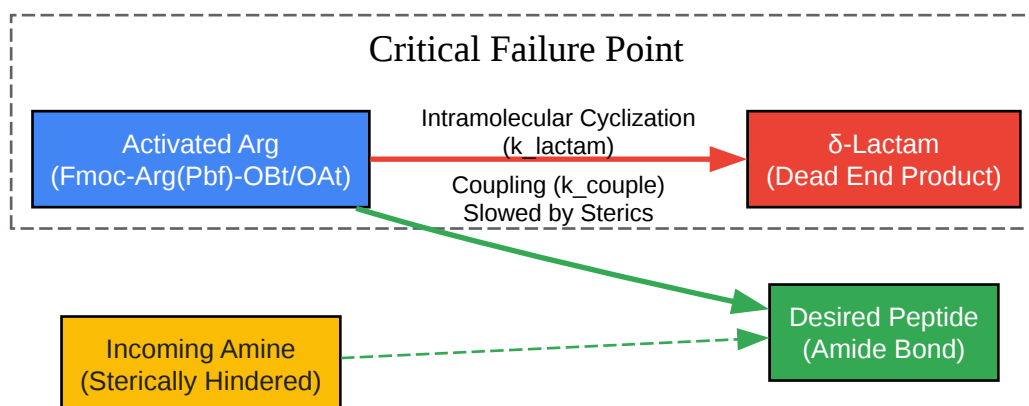 Critical Failure Point
Activated Arg
(Fmoc-Arg(Pbf)-OBt/OAt)
Intramolecular Cyclization
(k_lactam)
δ-Lactam
(Dead End Product)
Coupling (k_couple)
Slowed by Sterics
Incoming Amine
(Sterically Hindered)
Desired Peptide
(Amide Bond)